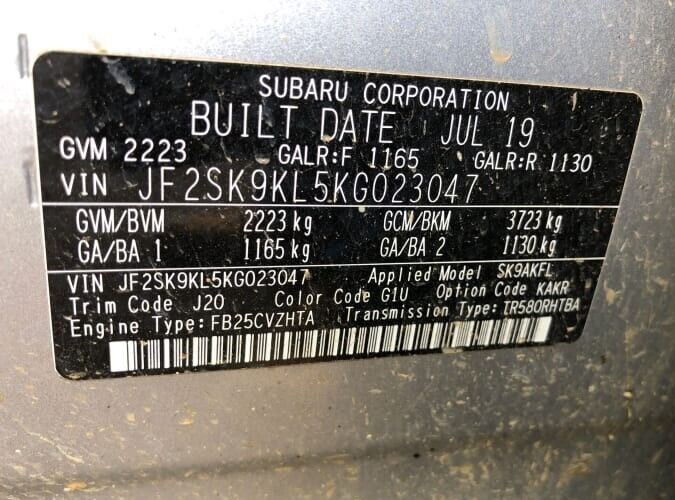 SUBARU CORPORATION
BUILT DATE JUL 19
GVM 2223 GALR:F 1165 GALR:R 1130
VIN JF2SK9KL5KG023047
GVM/BVM 2223 kg GCM/BKM 3723 kg
GA/BA 1 1165 kg GA/BA 2 1130 kg
VIN JF2SK9KL5KG023047 Applied Model SK9AKFL
Trim Code J20 Color Code G1U Option Code KAKR
Engine Type: FB25CVZHTA Transmission Type: TR580RHTBA